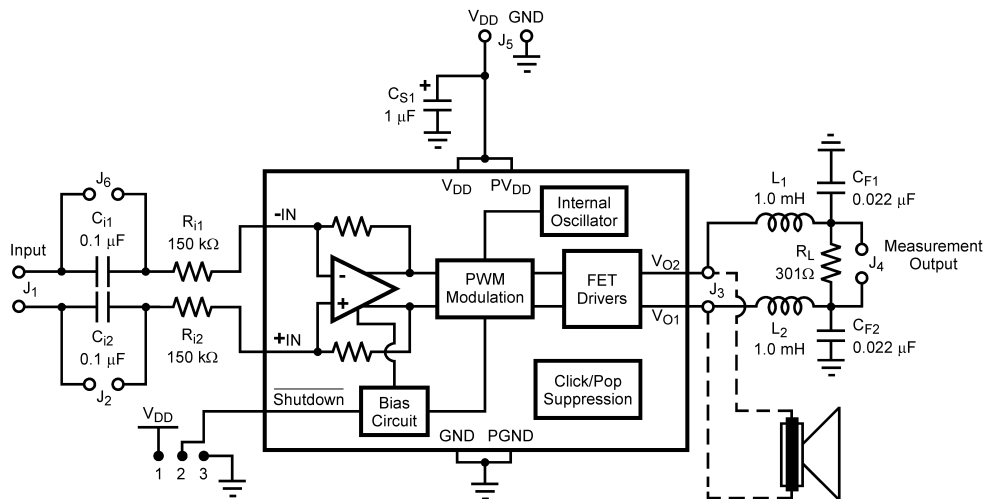 V_DD GND
J_5
C_S1
1 μF
+
V_DD PV_DD
J_6
C_i1
0.1 μF
R_i1
150 kΩ
Input
J_1
C_i2
0.1 μF
R_i2
150 kΩ
J_2
-IN
+IN
-
+
Internal
Oscillator
PWM
Modulation
FET
Drivers
V_O2
V_O1
J_3
Click/Pop
Suppression
Shutdown
Bias
Circuit
GND PGND
V_DD
1 2 3
L_1
1.0 mH
C_F1
0.022 μF
R_L
301Ω
J_4
Measurement
Output
L_2
1.0 mH
C_F2
0.022 μF